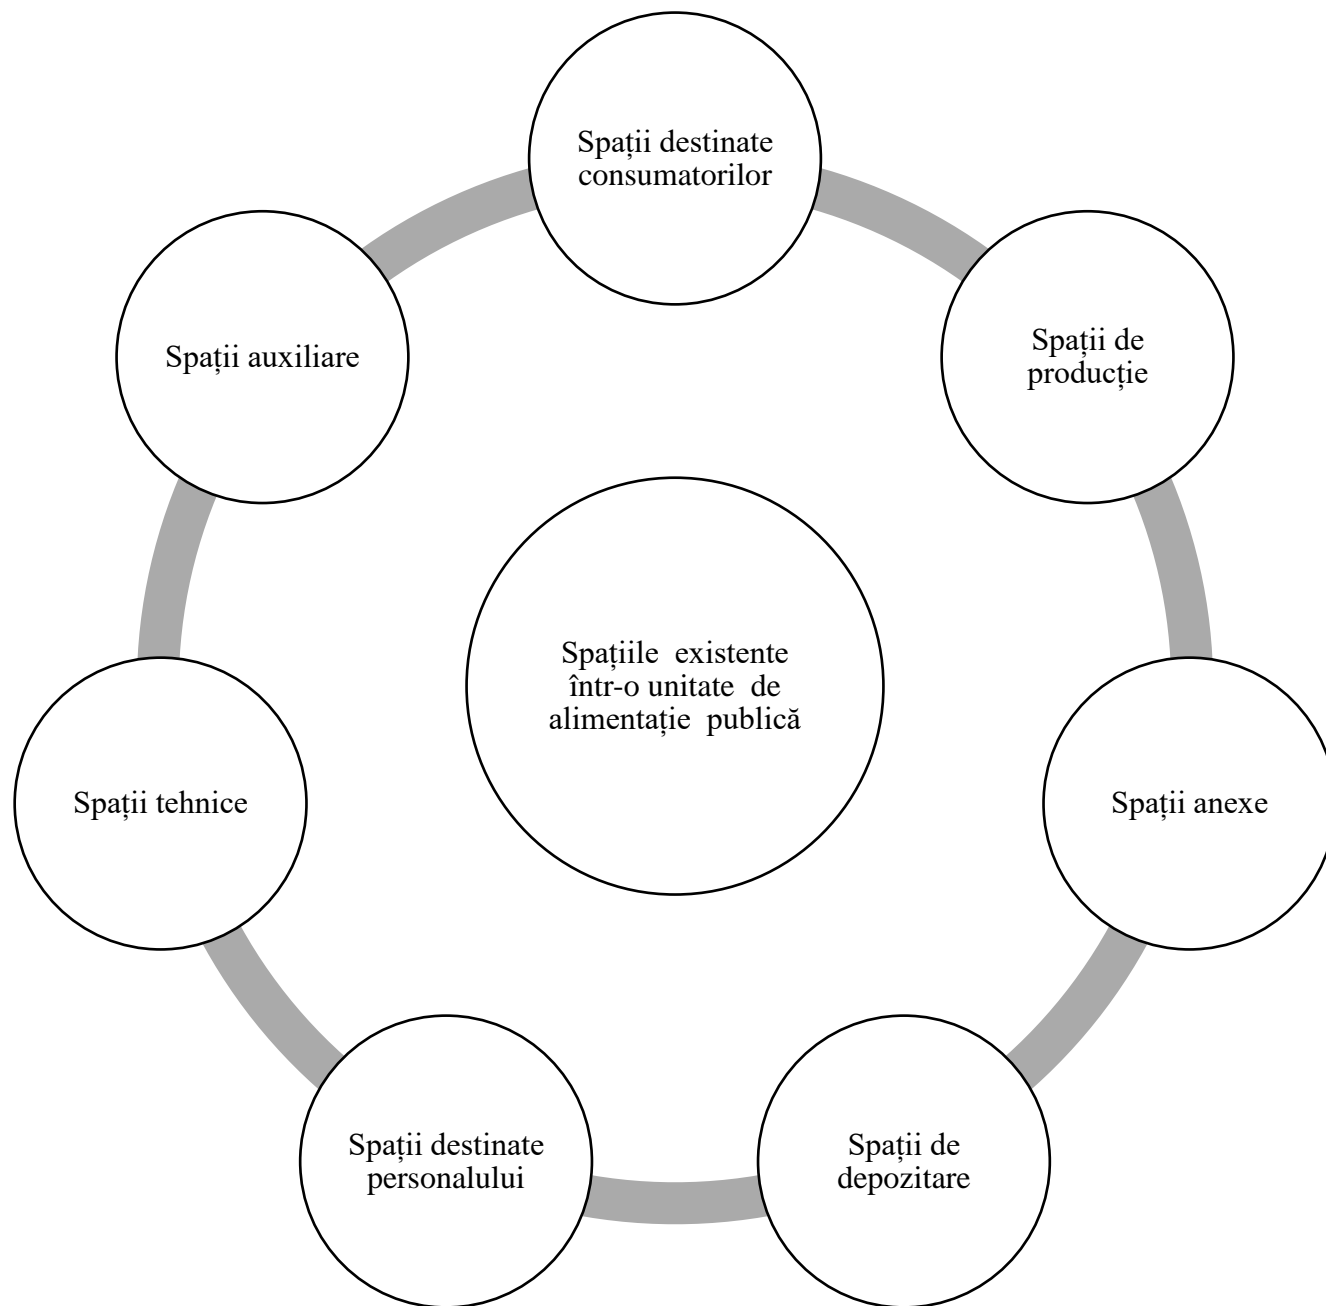 Spații destinate
consumatorilor
Spații de
producție
Spații anexe
Spații de
depozitare
Spații destinate
personalului
Spații tehnice
Spații auxiliare
Spațiile existente
într-o unitate de
alimentație publică